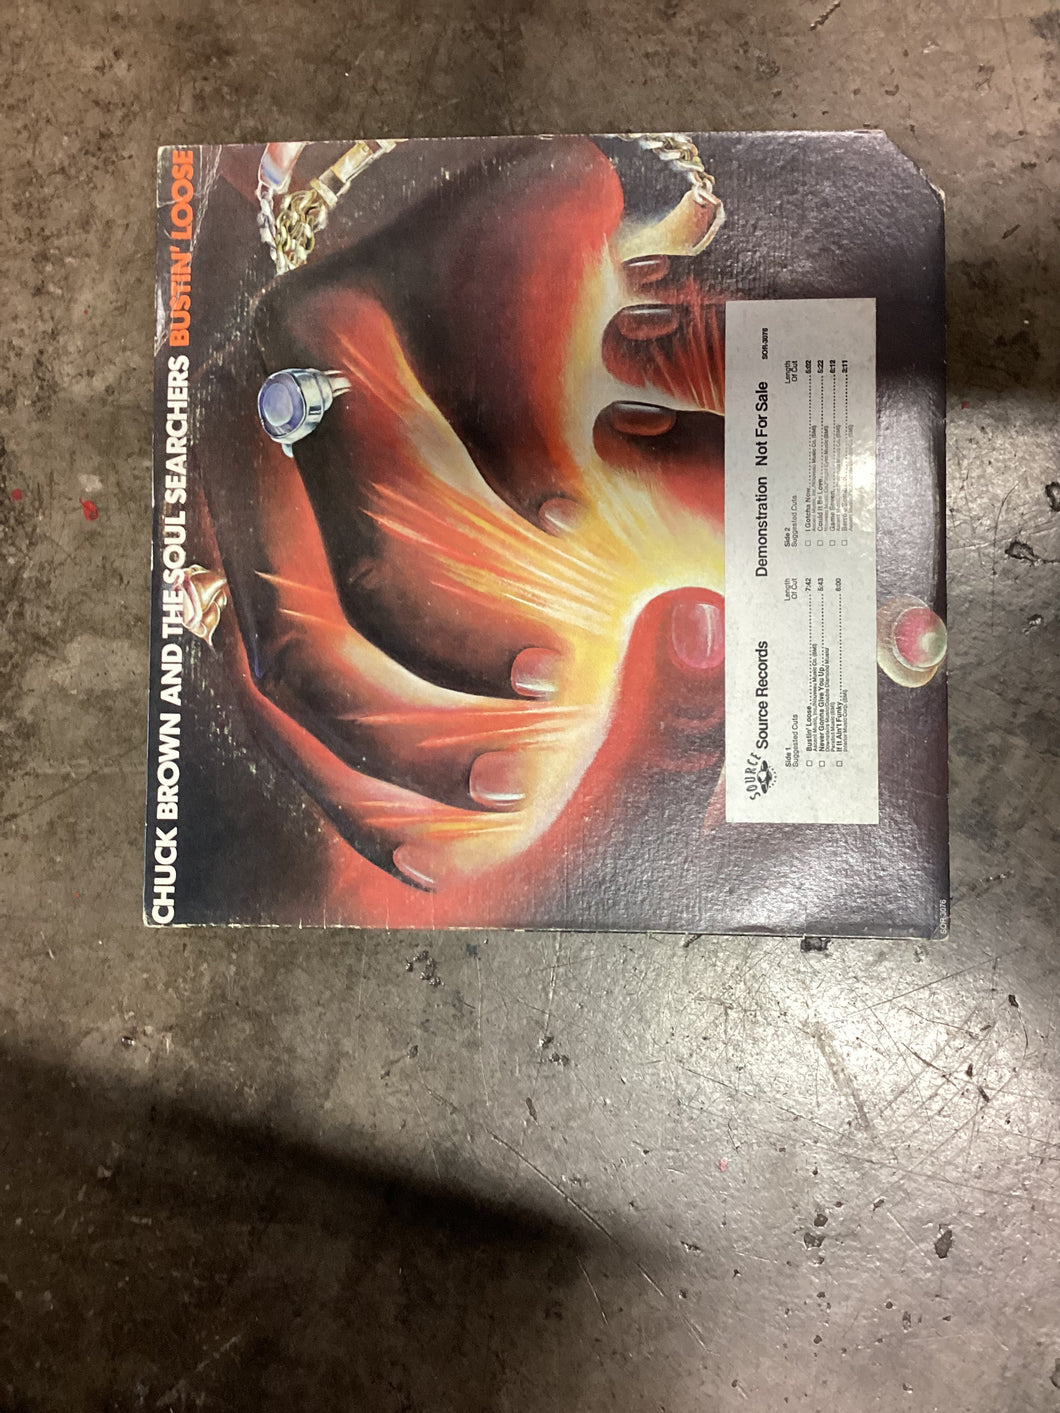 CHUCK BROWN AND THE SOUL SEARCHERS BUSTIN' LOOSE
SOURCE
Source Records Demonstration Not For Sale SOR-3076
Side 1
Suggested Cuts
Length
Of Cut
Bustin' Loose 7:42
Never Gonna Give You Up 5:43
If It Ain't Funky 6:00
Side 2
Suggested Cuts
Length
Of Cut
I Gotcha Now 5:02
Could It Be Love 5:22
Game Seven 6:12
SOR-3076